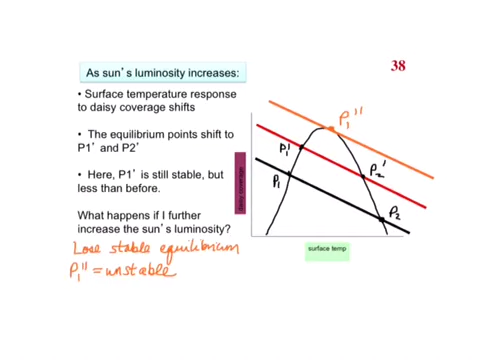 38
As sun's luminosity increases:
• Surface temperature response
to daisy coverage shifts
• The equilibrium points shift to
P1' and P2'
• Here, P1' is still stable, but
less than before.
What happens if I further
increase the sun's luminosity?
Lose stable equilibrium
P₁'' = unstable
P₁''
P₁'
P₂'
P₁
P₂
daisy coverage
surface temp